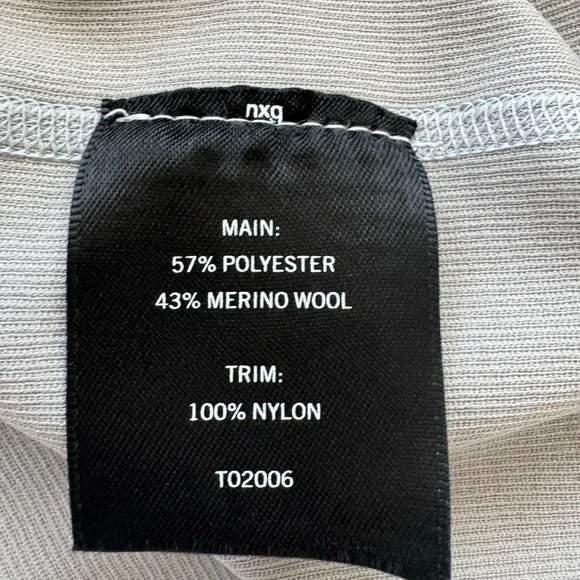 nxg
MAIN:
57% POLYESTER
43% MERINO WOOL
TRIM:
100% NYLON
T02006